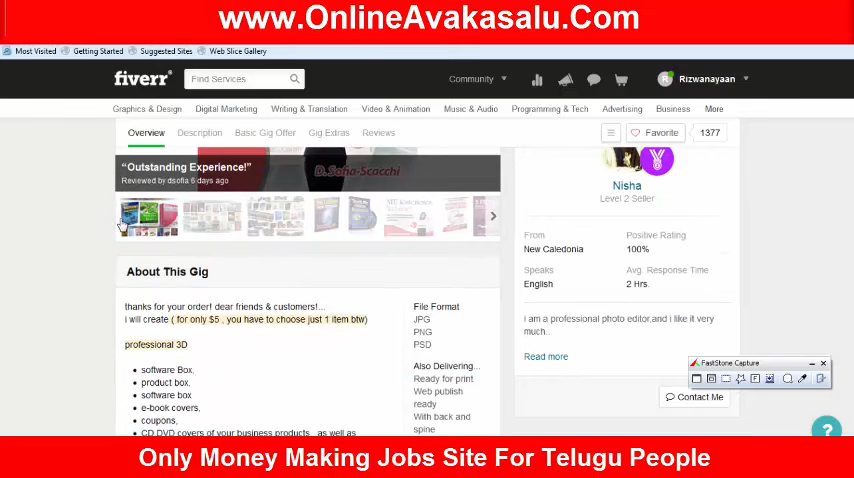 www.OnlineAvakasalu.Com
Most Visited Getting Started Suggested Sites Web Slice Gallery
fiverr® Find Services Community Rizwanayaan
Graphics & Design Digital Marketing Writing & Translation Video & Animation Music & Audio Programming & Tech Advertising Business More
Overview Description Basic Gig Offer Gig Extras Reviews Favorite 1377
“Outstanding Experience!”
Reviewed by dsofia 6 days ago
D.Sofia-Scacchi
Nisha
Level 2 Seller
From Positive Rating
New Caledonia 100%
Speaks Avg. Response Time
English 2 Hrs.
i am a professional photo editor,and i like it very
much..
Read more
FastStone Capture
Contact Me
About This Gig
thanks for your order! dear friends & customers!...
i will create ( for only $5 , you have to choose just 1 item btw)
professional 3D
software Box,
product box,
software box
e-book covers,
coupons,
CD,DVD covers of your business products , as well as
File Format
JPG
PNG
PSD
Also Delivering...
Ready for print
Web publish
ready
With back and
spine
?
Only Money Making Jobs Site For Telugu People